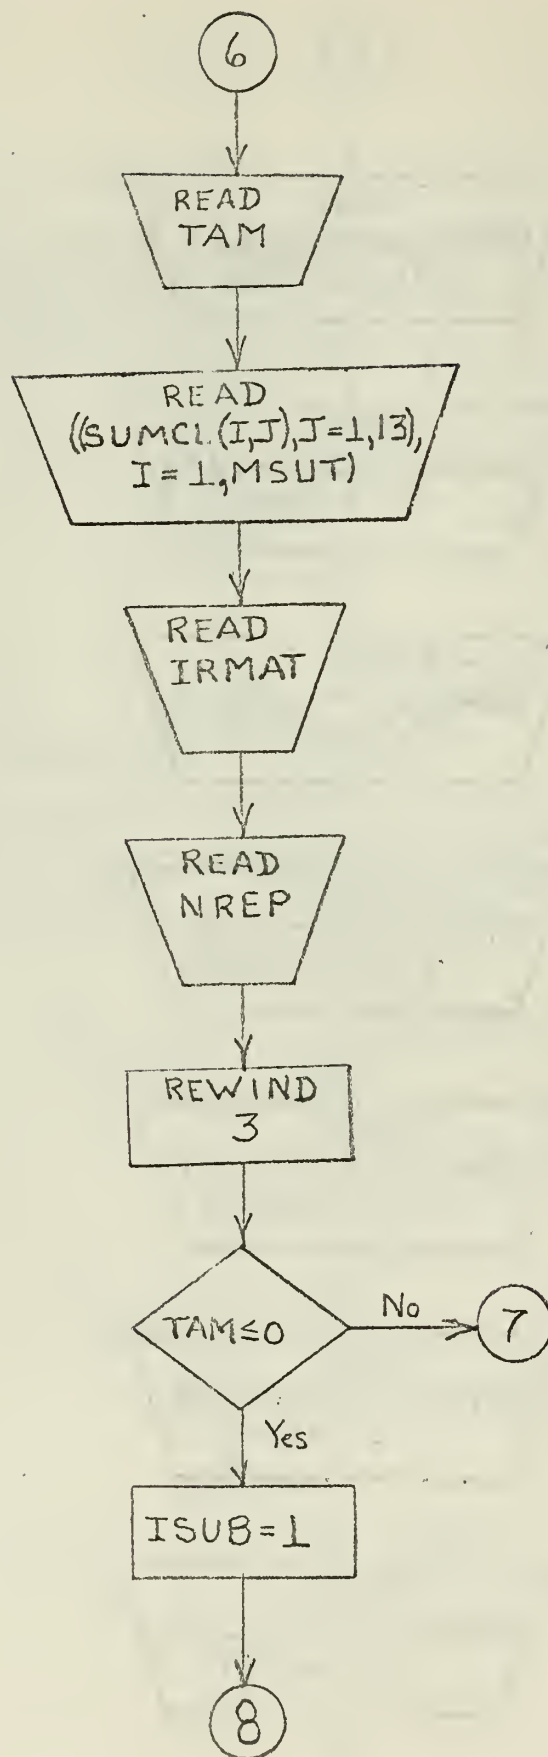 6
READ
TAM
READ
((SUMCL(I,J),J=1,13),
I=1,MSUT)
READ
IRMAT
READ
NREP
REWIND
3
TAM≤0
No
7
Yes
ISUB=1
8